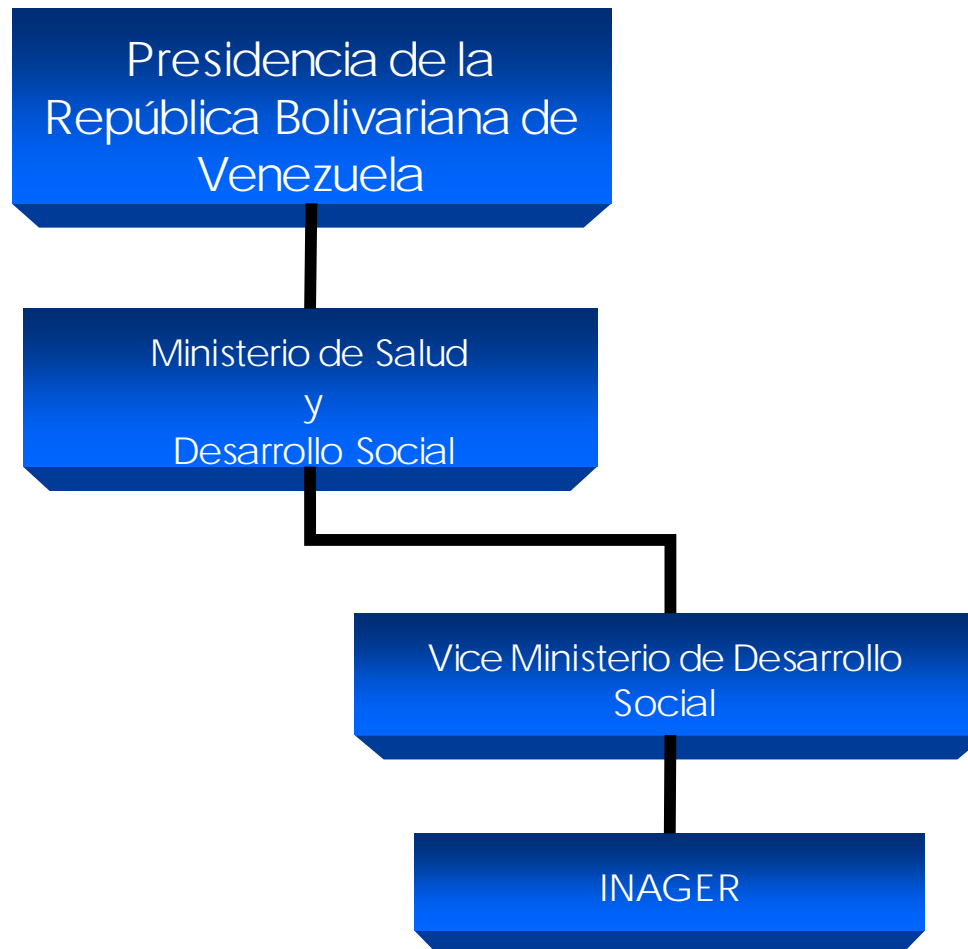 Presidencia de la
República Bolivariana de
Venezuela
Ministerio de Salud
y
Desarrollo Social
Vice Ministerio de Desarrollo
Social
INAGER